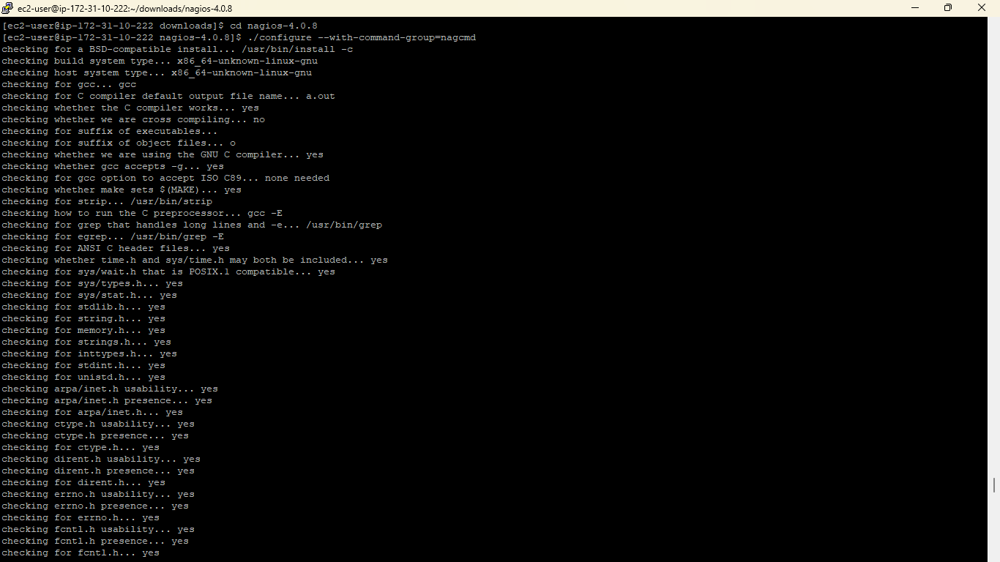 ec2-user@ip-172-31-10-222:~/downloads/nagios-4.0.8
[ec2-user@ip-172-31-10-222 downloads]$ cd nagios-4.0.8
[ec2-user@ip-172-31-10-222 nagios-4.0.8]$ ./configure --with-command-group=nagcmd
checking for a BSD-compatible install... /usr/bin/install -c
checking build system type... x86_64-unknown-linux-gnu
checking host system type... x86_64-unknown-linux-gnu
checking for gcc... gcc
checking for C compiler default output file name... a.out
checking whether the C compiler works... yes
checking whether we are cross compiling... no
checking for suffix of executables...
checking for suffix of object files... o
checking whether we are using the GNU C compiler... yes
checking whether gcc accepts -g... yes
checking for gcc option to accept ISO C89... none needed
checking whether make sets $(MAKE)... yes
checking for strip... /usr/bin/strip
checking how to run the C preprocessor... gcc -E
checking for grep that handles long lines and -e... /usr/bin/grep
checking for egrep... /usr/bin/grep -E
checking for ANSI C header files... yes
checking whether time.h and sys/time.h may both be included... yes
checking for sys/wait.h that is POSIX.1 compatible... yes
checking for sys/types.h... yes
checking for sys/stat.h... yes
checking for stdlib.h... yes
checking for string.h... yes
checking for memory.h... yes
checking for strings.h... yes
checking for inttypes.h... yes
checking for stdint.h... yes
checking for unistd.h... yes
checking arpa/inet.h usability... yes
checking arpa/inet.h presence... yes
checking for arpa/inet.h... yes
checking ctype.h usability... yes
checking ctype.h presence... yes
checking for ctype.h... yes
checking dirent.h usability... yes
checking dirent.h presence... yes
checking for dirent.h... yes
checking errno.h usability... yes
checking errno.h presence... yes
checking for errno.h... yes
checking fcntl.h usability... yes
checking fcntl.h presence... yes
checking for fcntl.h... yes